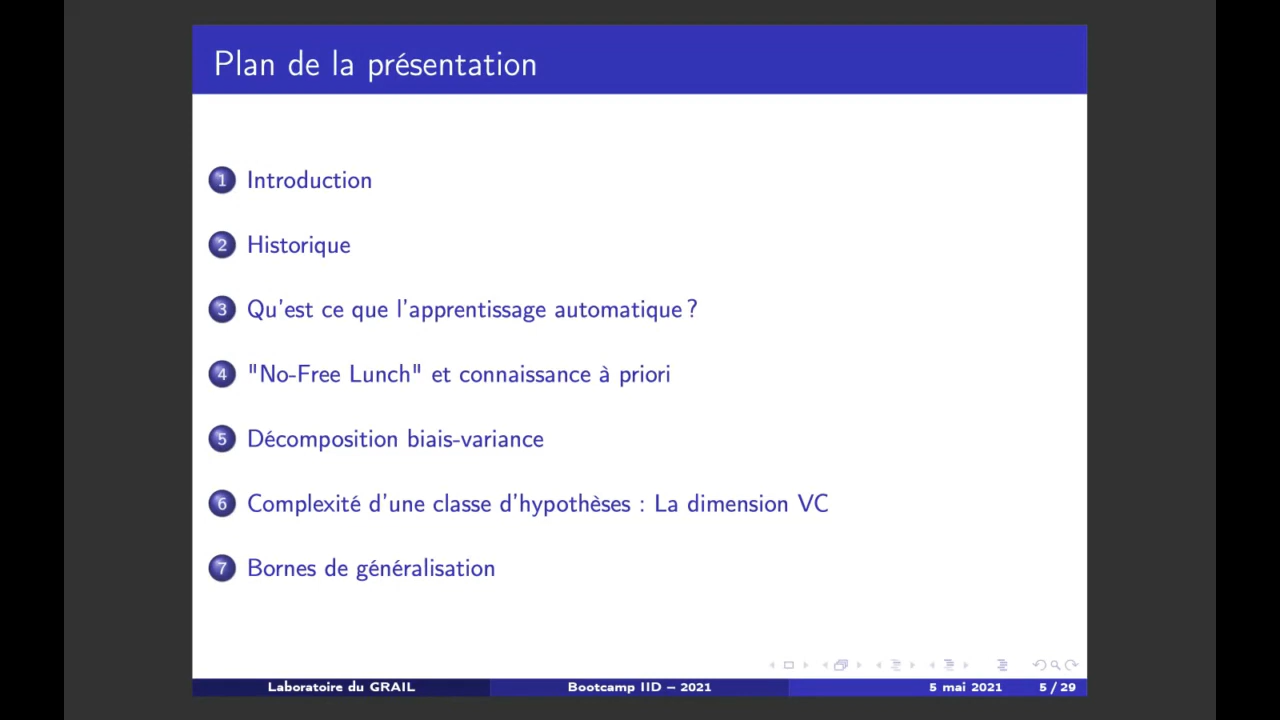 Plan de la présentation
1 Introduction
2 Historique
3 Qu'est ce que l'apprentissage automatique ?
4 "No-Free Lunch" et connaissance à priori
5 Décomposition biais-variance
6 Complexité d'une classe d'hypothèses : La dimension VC
7 Bornes de généralisation
Laboratoire du GRAIL Bootcamp IID – 2021 5 mai 2021 5 / 29